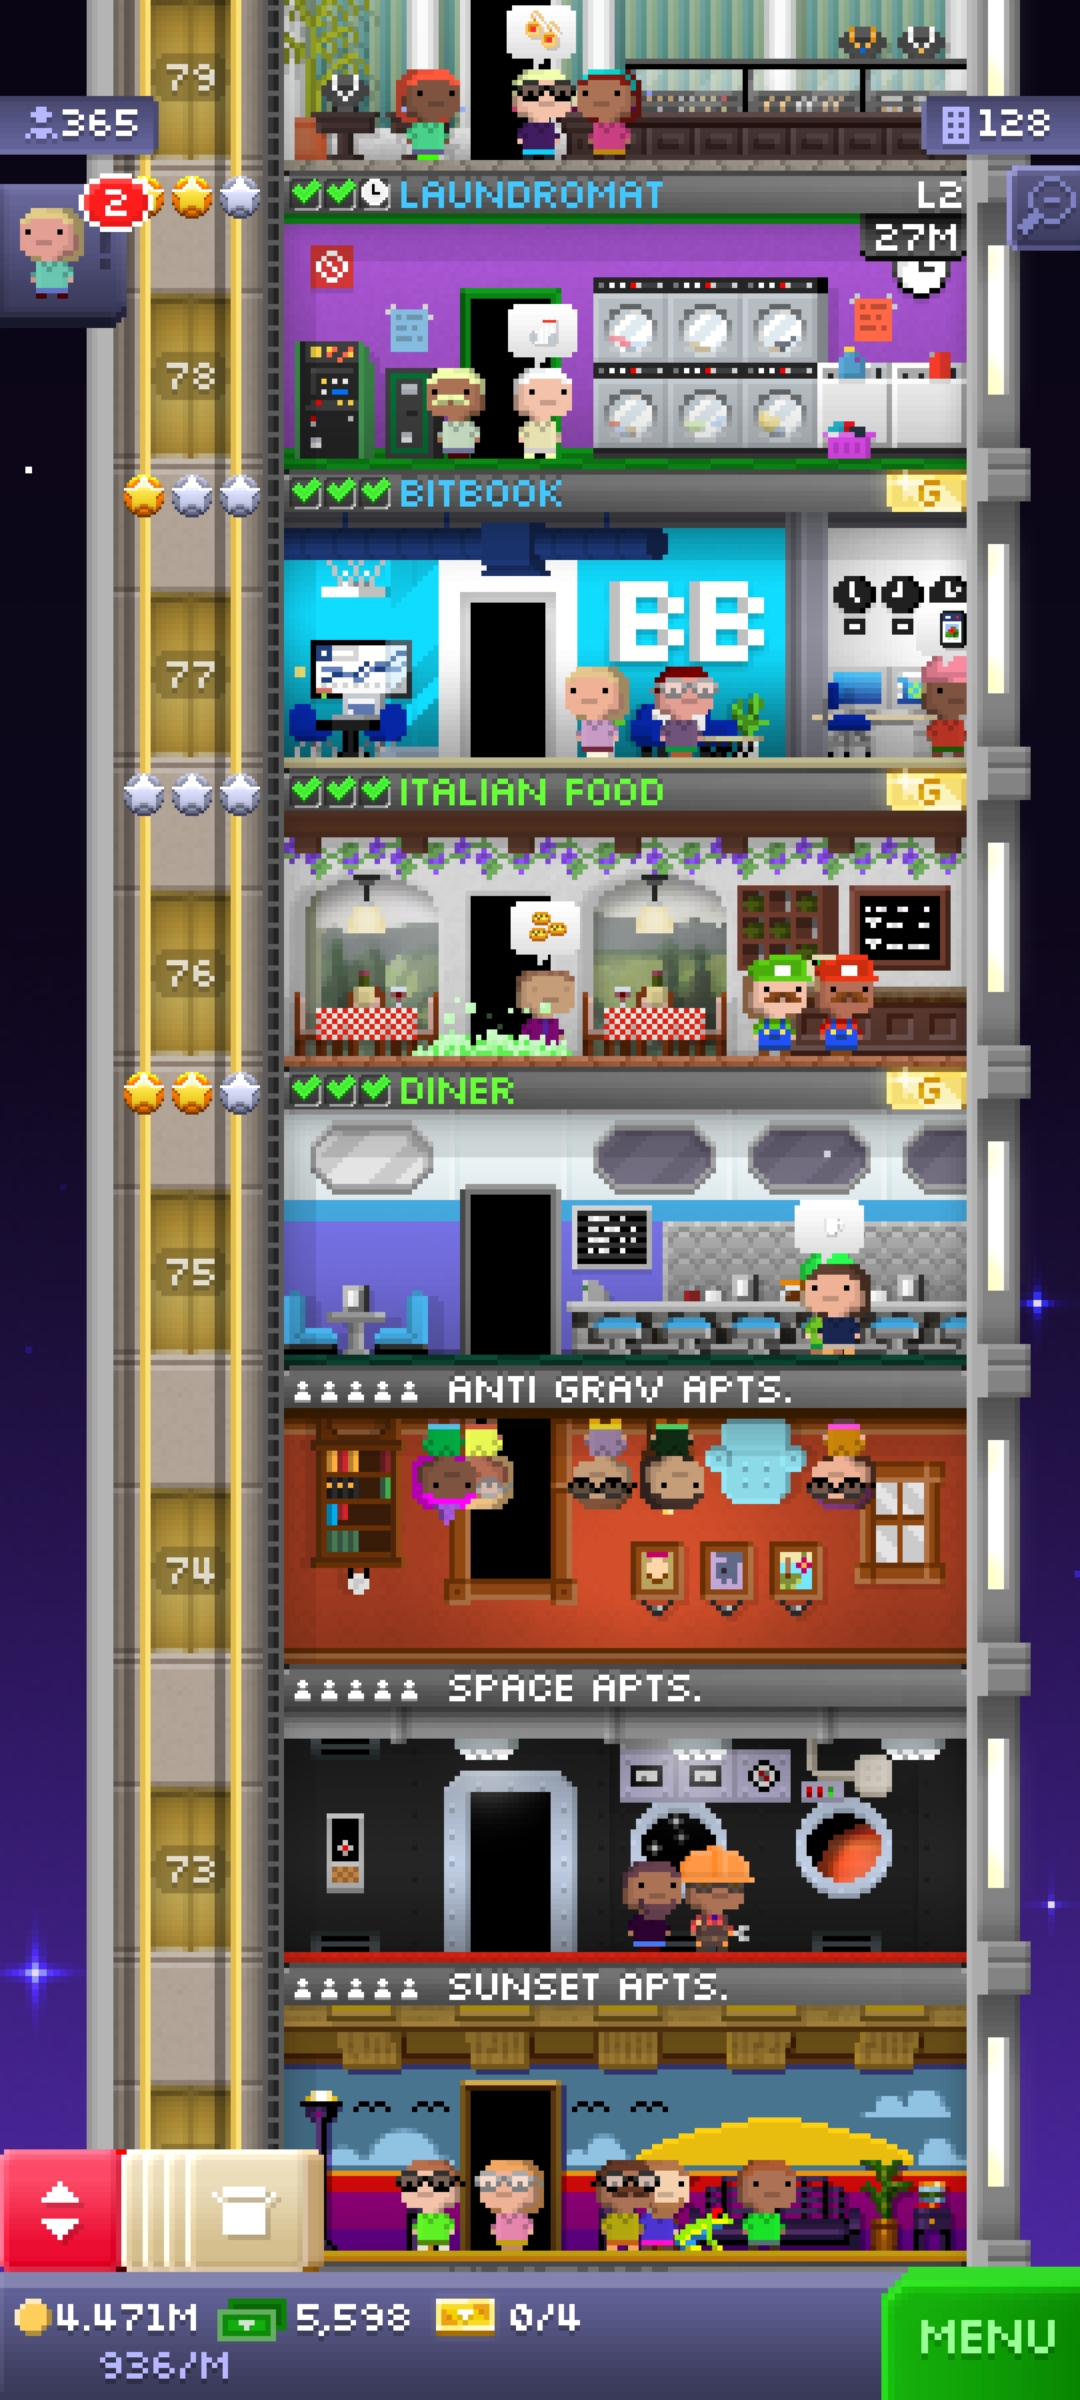 79
365
128
2
LAUNDROMAT
L2
27M
78
BITBOOK
G
BB
77
ITALIAN FOOD
G
76
DINER
G
75
ANTI GRAV APTS.
74
SPACE APTS.
73
SUNSET APTS.
4.471M
5,598
0/4
936/M
MENU